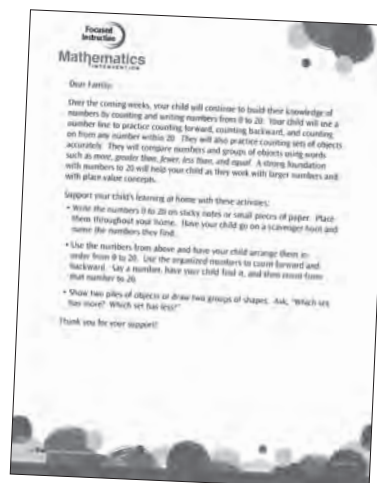 Focused
Instruction
Mathematics
INTERVENTION
Dear Family:
Over the coming weeks, your child will continue to build their knowledge of
numbers by counting and writing numbers from 0 to 20. Your child will use a
number line to practice counting forward, counting backward, and counting
on from any number within 20. They will also practice counting sets of objects
accurately. They will compare numbers and groups of objects using words
such as more, greater than, fewer, less than, and equal. A strong foundation
with numbers to 20 will help your child as they work with larger numbers and
with place value concepts.
Support your child's learning at home with these activities:
• Write the numbers 0 to 20 on sticky notes or small pieces of paper. Place
them throughout your home. Have your child go on a scavenger hunt and
name the numbers they find.
• Use the numbers from above and have your child arrange them in
order from 0 to 20. Use the organized numbers to count forward and
backward. Say a number, have your child find it, and then count from
that number to 20.
• Show two piles of objects or draw two groups of shapes. Ask, "Which set
has more? Which set has less?"
Thank you for your support!